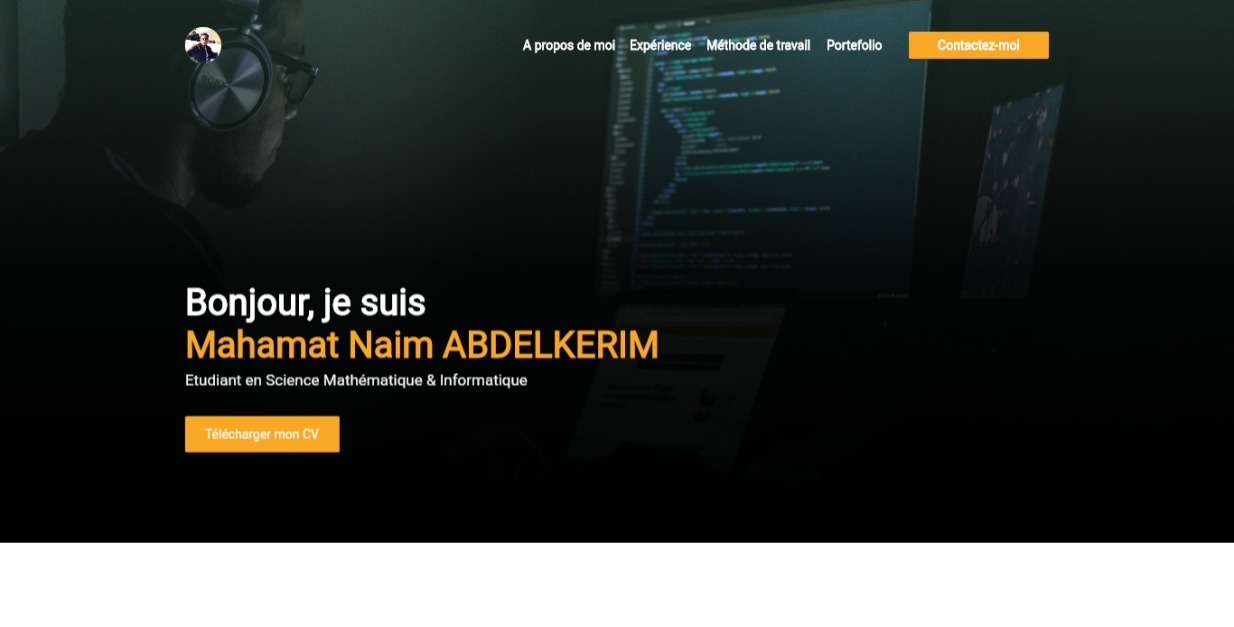 A propos de moi Expérience Méthode de travail Portefolio Contactez-moi
Bonjour, je suis
Mahamat Naim ABDELKERIM
Etudiant en Science Mathématique & Informatique
Télécharger mon CV